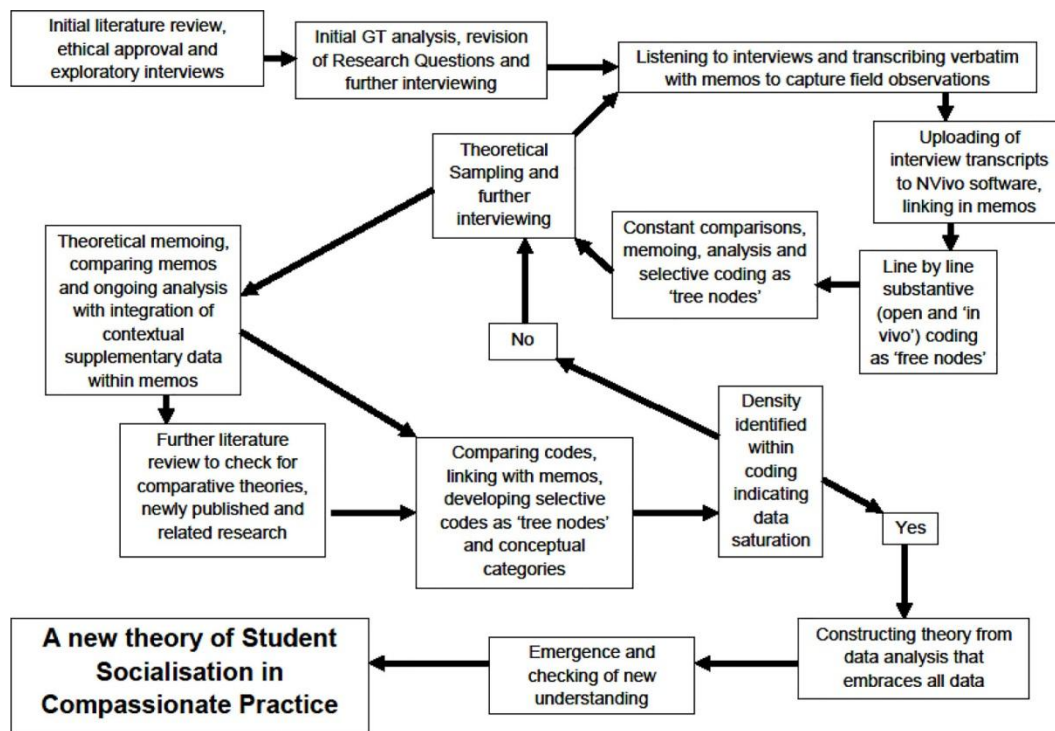 Initial literature review,
ethical approval and
exploratory interviews
Initial GT analysis, revision
of Research Questions and
further interviewing
Listening to interviews and transcribing verbatim
with memos to capture field observations
Uploading of
interview transcripts
to NVivo software,
linking in memos
Line by line
substantive
(open and ‘in
vivo’) coding
as ‘free nodes’
Constant comparisons,
memoing, analysis and
selective coding as
‘tree nodes’
Theoretical
Sampling and
further
interviewing
Theoretical memoing,
comparing memos
and ongoing analysis
with integration of
contextual
supplementary data
within memos
Further literature
review to check for
comparative theories,
newly published and
related research
Comparing codes,
linking with memos,
developing selective
codes as ‘tree nodes’
and conceptual
categories
Density
identified
within
coding
indicating
data
saturation
No
Yes
Constructing theory from
data analysis that
embraces all data
Emergence and
checking of new
understanding
A new theory of Student
Socialisation in
Compassionate Practice